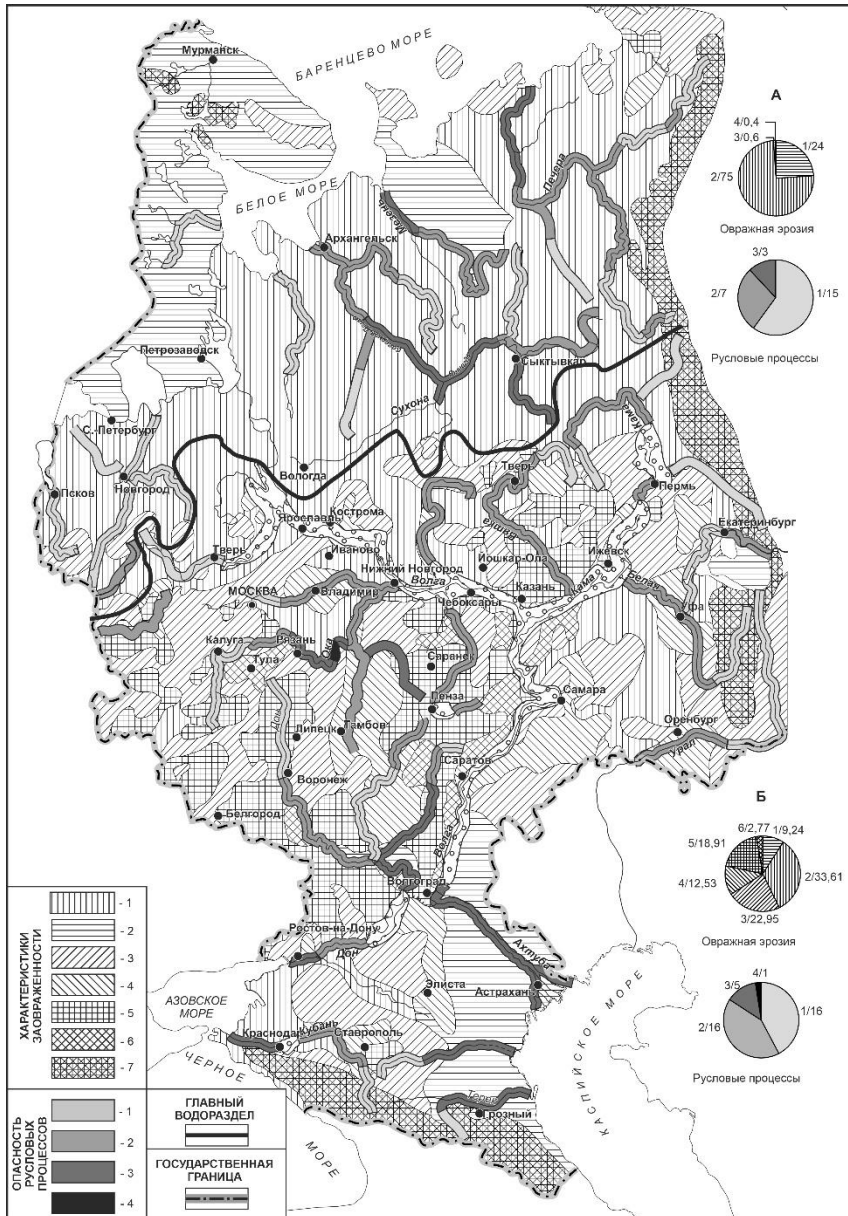 Мурманск
БАРЕНЦЕВО МОРЕ
А
4/0,4
3/0,6
1/24
2/75
Овражная эрозия
Печера
БЕЛОЕ МОРЕ
Мезень
Архангельск
3/3
2/7
1/15
Русловые процессы
Петрозаводск
Сыктывкар
Сухона
С.-Петербург
Кама
Вологда
Тверь
Псков
Новгород
Пермь
Кострома
Ярославль
Екатеринбург
Тверь
Иваново
Вятка
Йошкар-Ола
Ижевск
Нижний Новгород
Волга
МОСКВА
Владимир
Чебоксары
Казань
Кама
Белая
Уфа
Калуга
Рязань
Ока
Тула
Саранск
Пенза
Самара
Дон
Липецк
Тамбов
Оренбург
Урал
Саратов
Воронеж
Б
Белгород
Волга
6/2,77
1/9,24
5/18,91
2/33,61
4/12,53
3/22,95
Овражная эрозия
Волгоград
Ростов-на-Дону
Дон
Ахтуба
Элиста
Астрахань
АЗОВСКОЕ
МОРЕ
4/1
3/5
1/16
2/16
Русловые процессы
Краснодар
Кубань
Ставрополь
КАСПИЙСКОЕ МОРЕ
ЧЕРНОЕ
МОРЕ
Терек
Грозный
ХАРАКТЕРИСТИКИ
ЗАОВРАЖЕННОСТИ
- 1
- 2
- 3
- 4
- 5
- 6
- 7
ОПАСНОСТЬ
РУСЛОВЫХ
ПРОЦЕССОВ
- 1
- 2
- 3
- 4
ГЛАВНЫЙ
ВОДОРАЗДЕЛ
ГОСУДАРСТВЕННАЯ
ГРАНИЦА